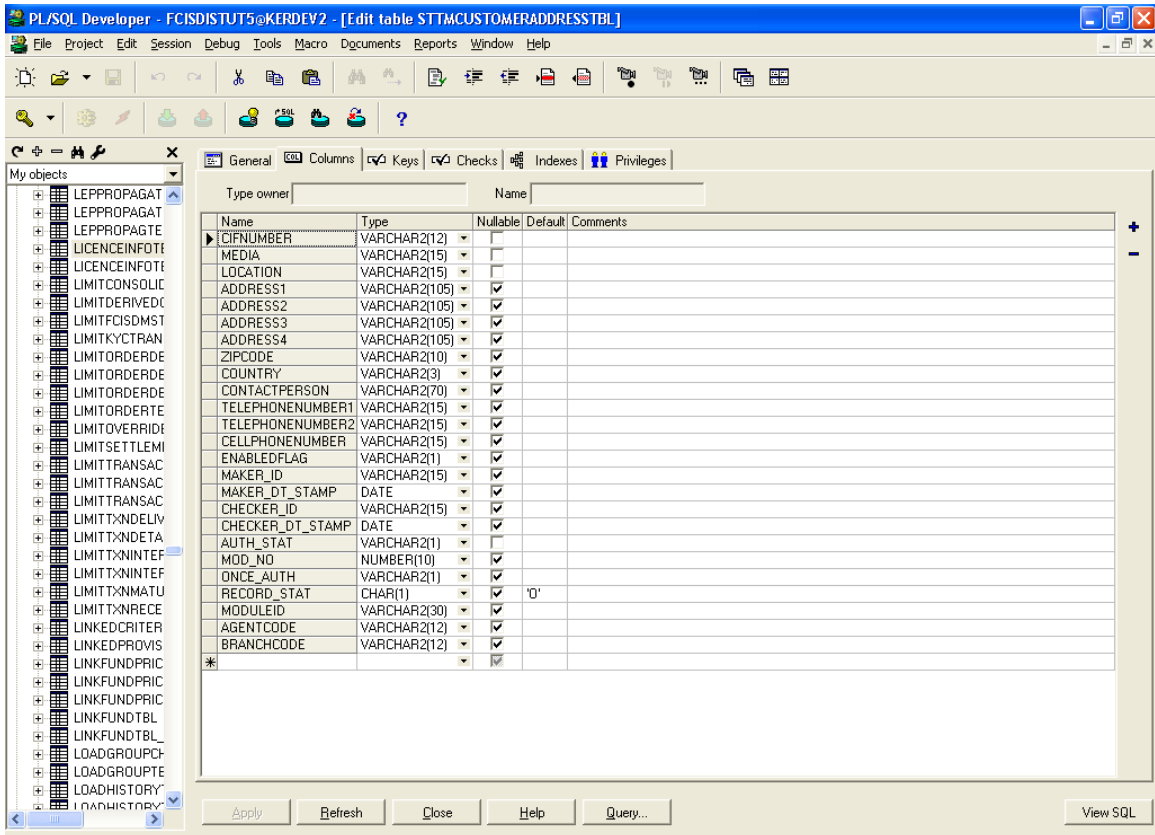 PL/SQL Developer - FCISDISTUT5@KERDEV2 - [Edit table STTMCUSTOMERADDRESSTBL]
File Project Edit Session Debug Tools Macro Documents Reports Window Help
My objects
LEPPROPAGAT
LEPPROPAGAT
LEPPROPAGTE
LICENCEINFOTE
LICENCEINFOTE
LIMITCONSOLID
LIMITDERIVEDC
LIMITFCISDMST
LIMITKYCTRAN
LIMITORDERDE
LIMITORDERDE
LIMITORDERDE
LIMITORDERTE
LIMITOVERRIDE
LIMITSETTLEMI
LIMITTRANSAC
LIMITTRANSAC
LIMITTRANSAC
LIMITTXNDELIV
LIMITTXNDETA
LIMITTXNINTEF
LIMITTXNINTEF
LIMITTXNMATU
LIMITTXNRECE
LINKEDCRITER
LINKEDPROVIS
LINKFUNDPRIC
LINKFUNDPRIC
LINKFUNDPRIC
LINKFUNDTBL
LINKFUNDTBL_
LOADGROUPCH
LOADGROUPTE
LOADHISTORY
LOADHISTORY
General Columns Keys Checks Indexes Privileges
Type owner Name
Name Type Nullable Default Comments
CIFNUMBER VARCHAR2(12)
MEDIA VARCHAR2(15)
LOCATION VARCHAR2(15)
ADDRESS1 VARCHAR2(105)
ADDRESS2 VARCHAR2(105)
ADDRESS3 VARCHAR2(105)
ADDRESS4 VARCHAR2(105)
ZIPCODE VARCHAR2(10)
COUNTRY VARCHAR2(3)
CONTACTPERSON VARCHAR2(70)
TELEPHONENUMBER1 VARCHAR2(15)
TELEPHONENUMBER2 VARCHAR2(15)
CELLPHONENUMBER VARCHAR2(15)
ENABLEDFLAG VARCHAR2(1)
MAKER_ID VARCHAR2(15)
MAKER_DT_STAMP DATE
CHECKER_ID VARCHAR2(15)
CHECKER_DT_STAMP DATE
AUTH_STAT VARCHAR2(1)
MOD_NO NUMBER(10)
ONCE_AUTH VARCHAR2(1)
RECORD_STAT CHAR(1) 'O'
MODULEID VARCHAR2(30)
AGENTCODE VARCHAR2(12)
BRANCHCODE VARCHAR2(12)
Apply Refresh Close Help Query... View SQL